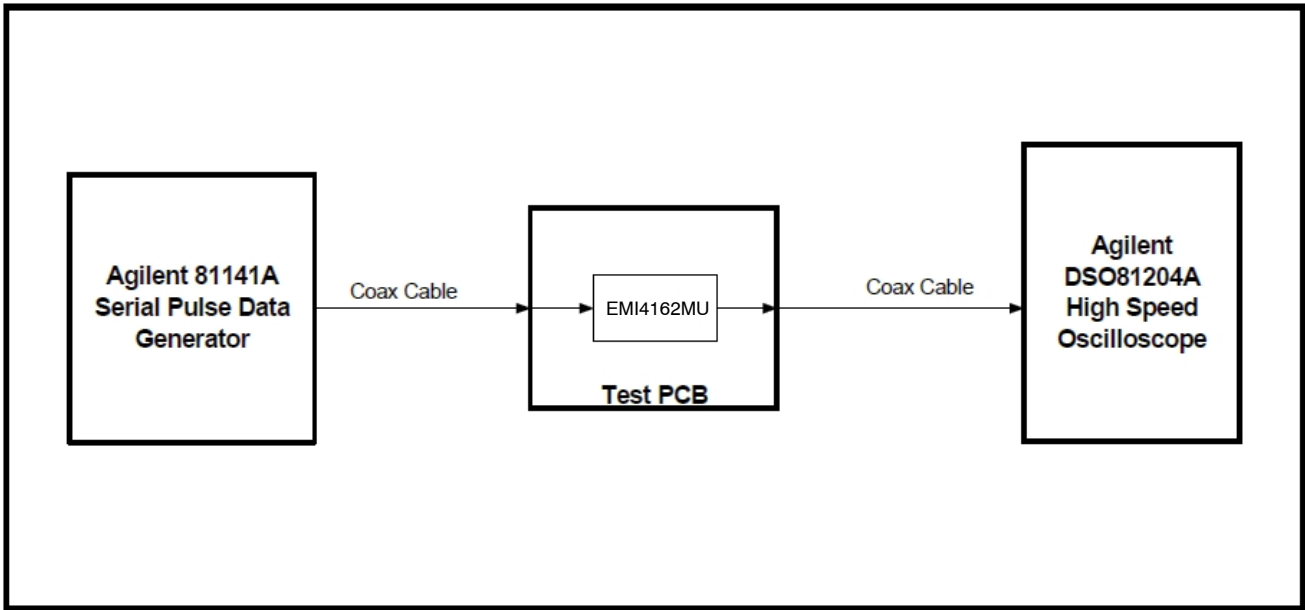 Agilent 81141A
Serial Pulse Data
Generator
Coax Cable
EMI4162MU
Test PCB
Coax Cable
Agilent
DSO81204A
High Speed
Oscilloscope